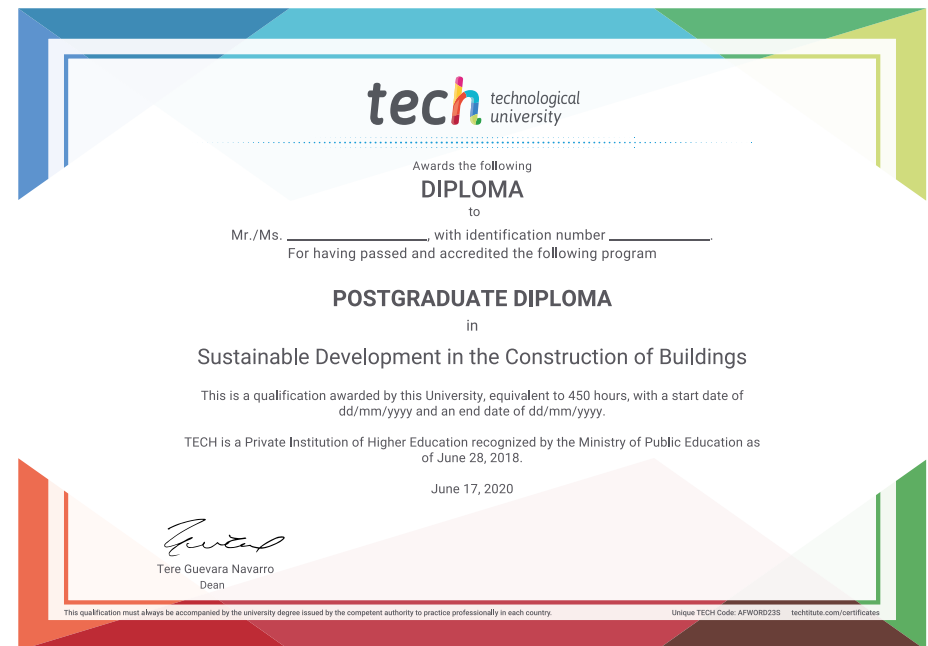 tech technological
university
Awards the following
DIPLOMA
to
Mr./Ms. ____________________, with identification number ______________.
For having passed and accredited the following program
POSTGRADUATE DIPLOMA
in
Sustainable Development in the Construction of Buildings
This is a qualification awarded by this University, equivalent to 450 hours, with a start date of
dd/mm/yyyy and an end date of dd/mm/yyyy.
TECH is a Private Institution of Higher Education recognized by the Ministry of Public Education as
of June 28, 2018.
June 17, 2020
Tere Guevara Navarro
Dean
This qualification must always be accompanied by the university degree issued by the competent authority to practice professionally in each country. Unique TECH Code: AFWORD23S techtitute.com/certificates